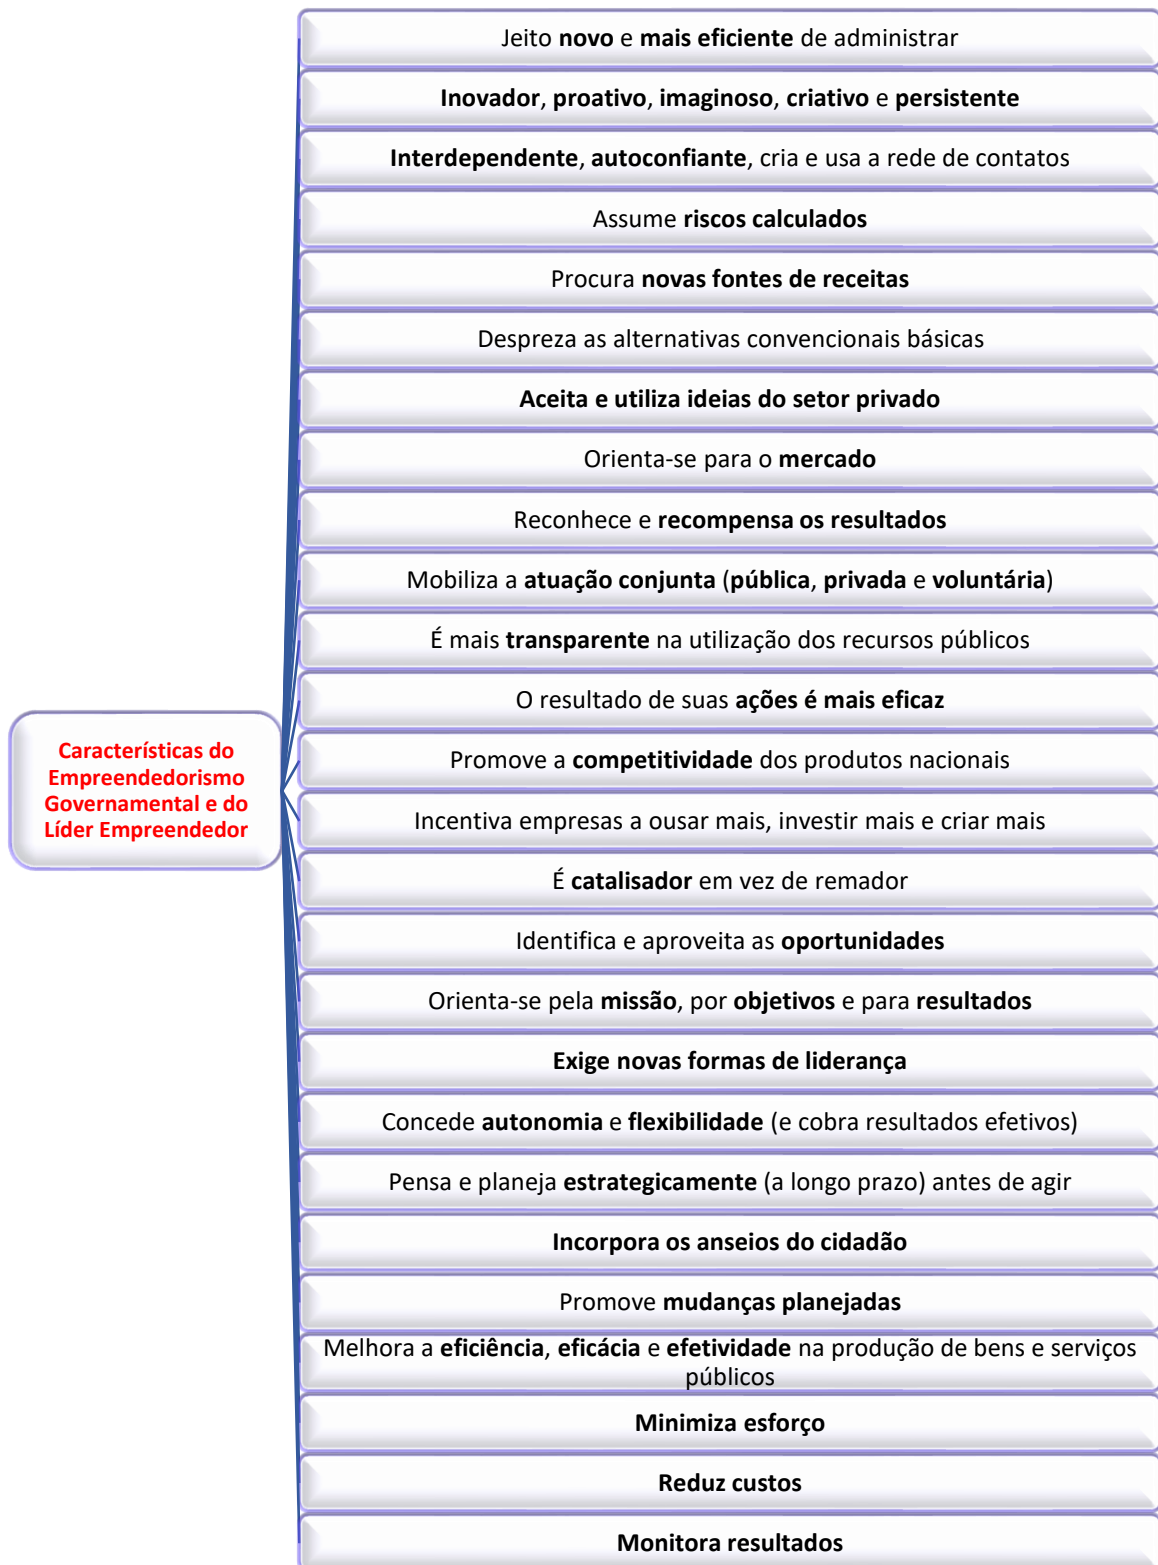 Jeito novo e mais eficiente de administrar
Inovador, proativo, imaginoso, criativo e persistente
Interdependente, autoconfiante, cria e usa a rede de contatos
Assume riscos calculados
Procura novas fontes de receitas
Despreza as alternativas convencionais básicas
Aceita e utiliza ideias do setor privado
Orienta-se para o mercado
Reconhece e recompensa os resultados
Mobiliza a atuação conjunta (pública, privada e voluntária)
É mais transparente na utilização dos recursos públicos
O resultado de suas ações é mais eficaz
Características do
Empreendedorismo
Governamental e do
Líder Empreendedor
Promove a competitividade dos produtos nacionais
Incentiva empresas a ousar mais, investir mais e criar mais
É catalisador em vez de remador
Identifica e aproveita as oportunidades
Orienta-se pela missão, por objetivos e para resultados
Exige novas formas de liderança
Concede autonomia e flexibilidade (e cobra resultados efetivos)
Pensa e planeja estrategicamente (a longo prazo) antes de agir
Incorpora os anseios do cidadão
Promove mudanças planejadas
Melhora a eficiência, eficácia e efetividade na produção de bens e serviços
públicos
Minimiza esforço
Reduz custos
Monitora resultados